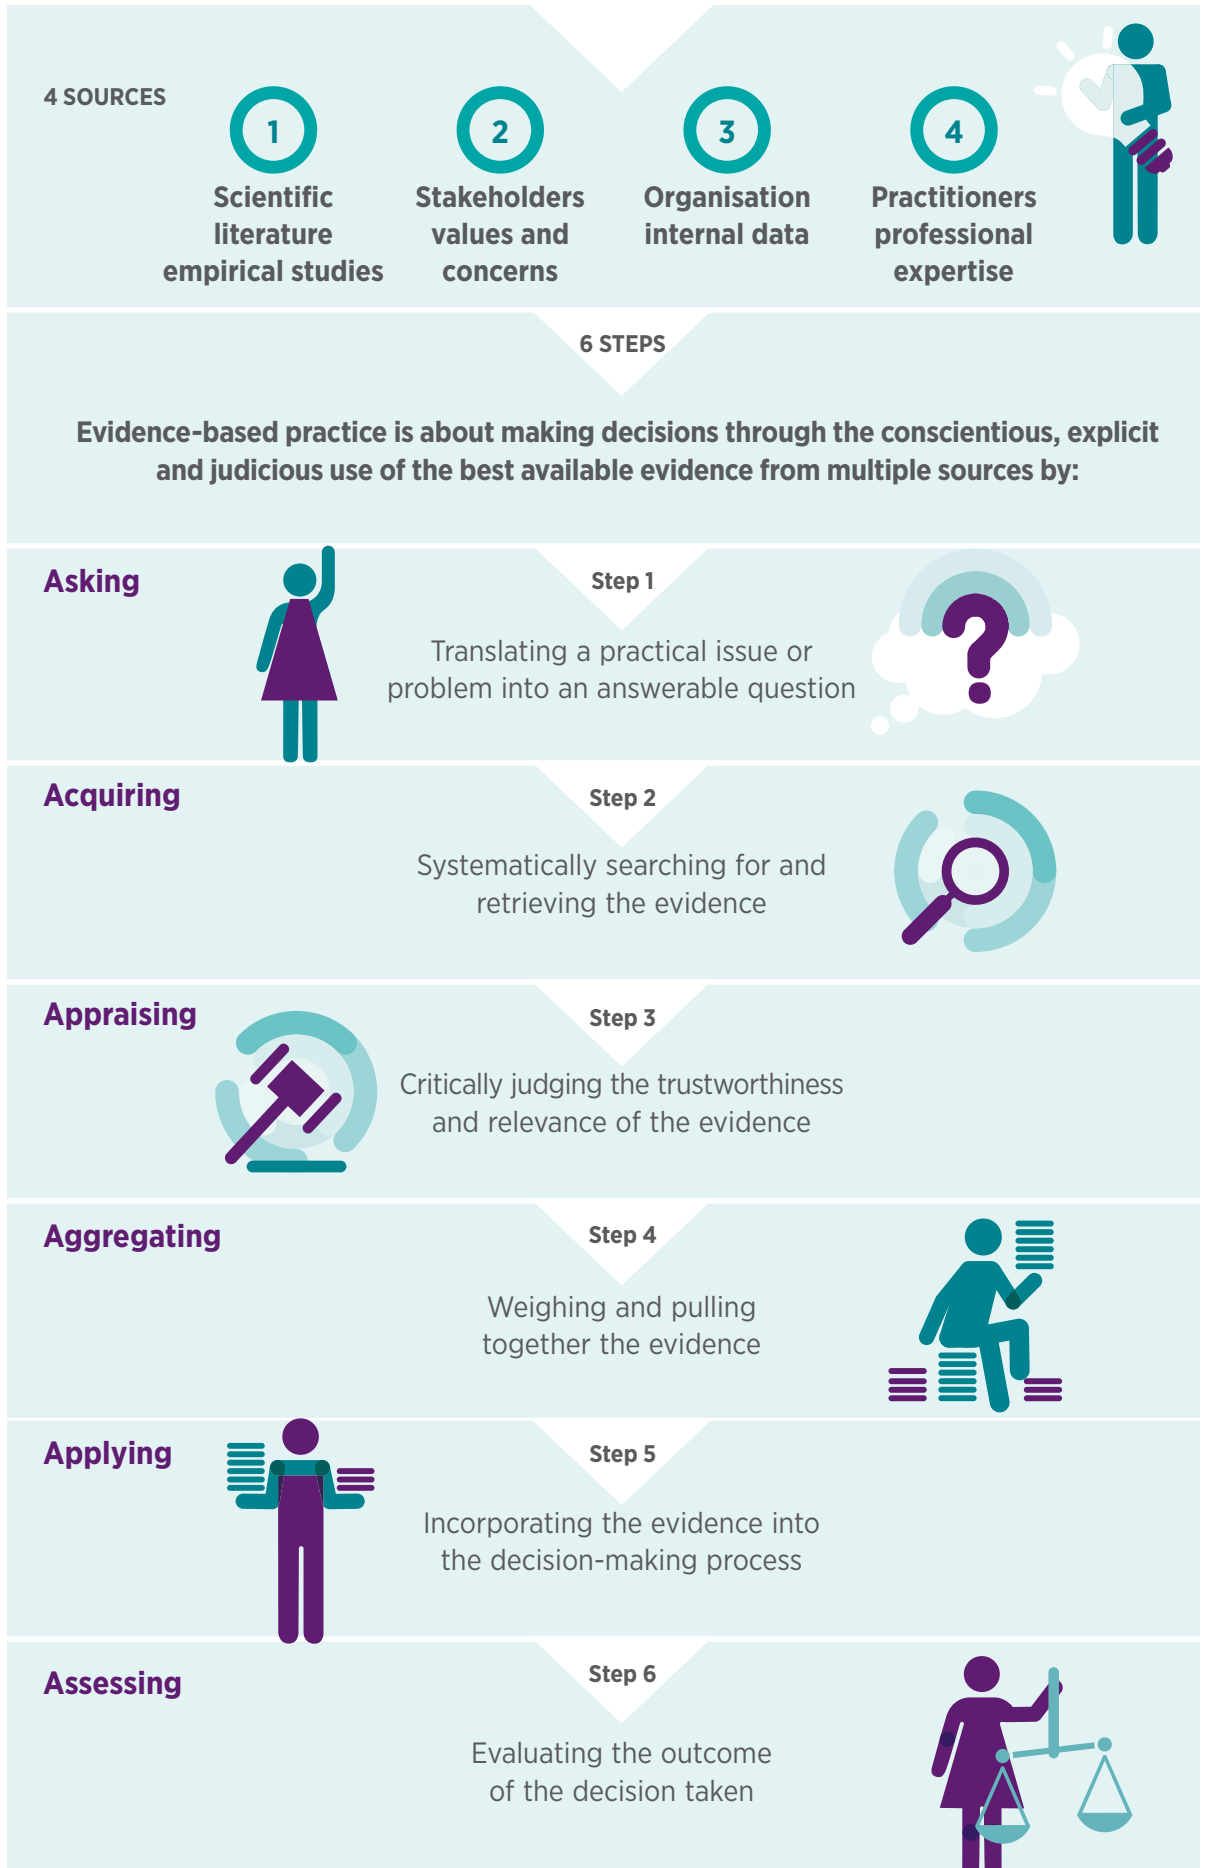 4 SOURCES
1
2
3
4
Scientific
literature
empirical studies
Stakeholders
values and
concerns
Organisation
internal data
Practitioners
professional
expertise
6 STEPS
Evidence-based practice is about making decisions through the conscientious, explicit
and judicious use of the best available evidence from multiple sources by:
Asking
Step 1
Translating a practical issue or
problem into an answerable question
?
Acquiring
Step 2
Systematically searching for and
retrieving the evidence
Appraising
Step 3
Critically judging the trustworthiness
and relevance of the evidence
Aggregating
Step 4
Weighing and pulling
together the evidence
Applying
Step 5
Incorporating the evidence into
the decision-making process
Assessing
Step 6
Evaluating the outcome
of the decision taken